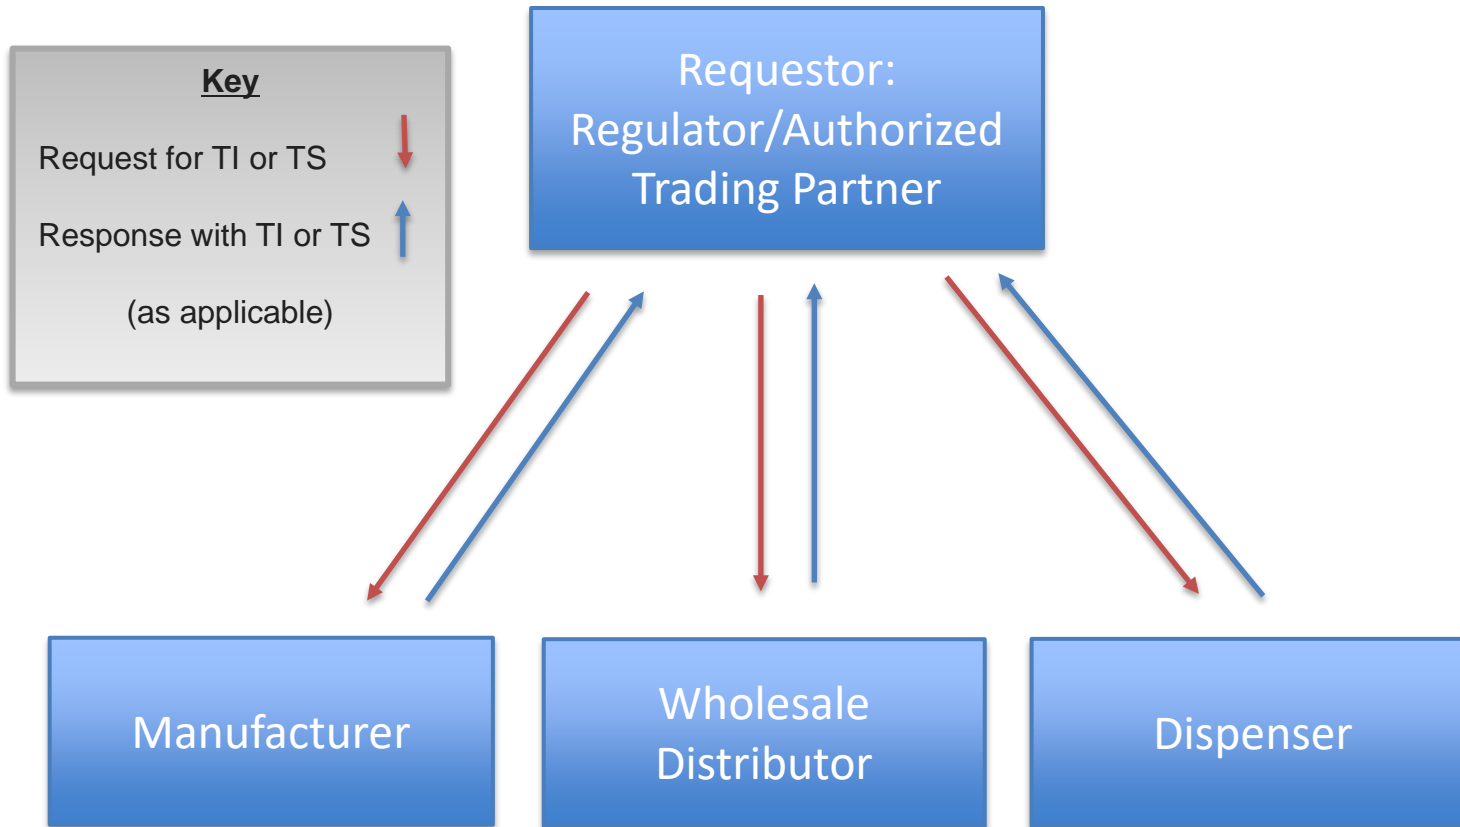 Key
Request for TI or TS
Response with TI or TS
(as applicable)
Requestor:
Regulator/Authorized
Trading Partner
Manufacturer
Wholesale
Distributor
Dispenser